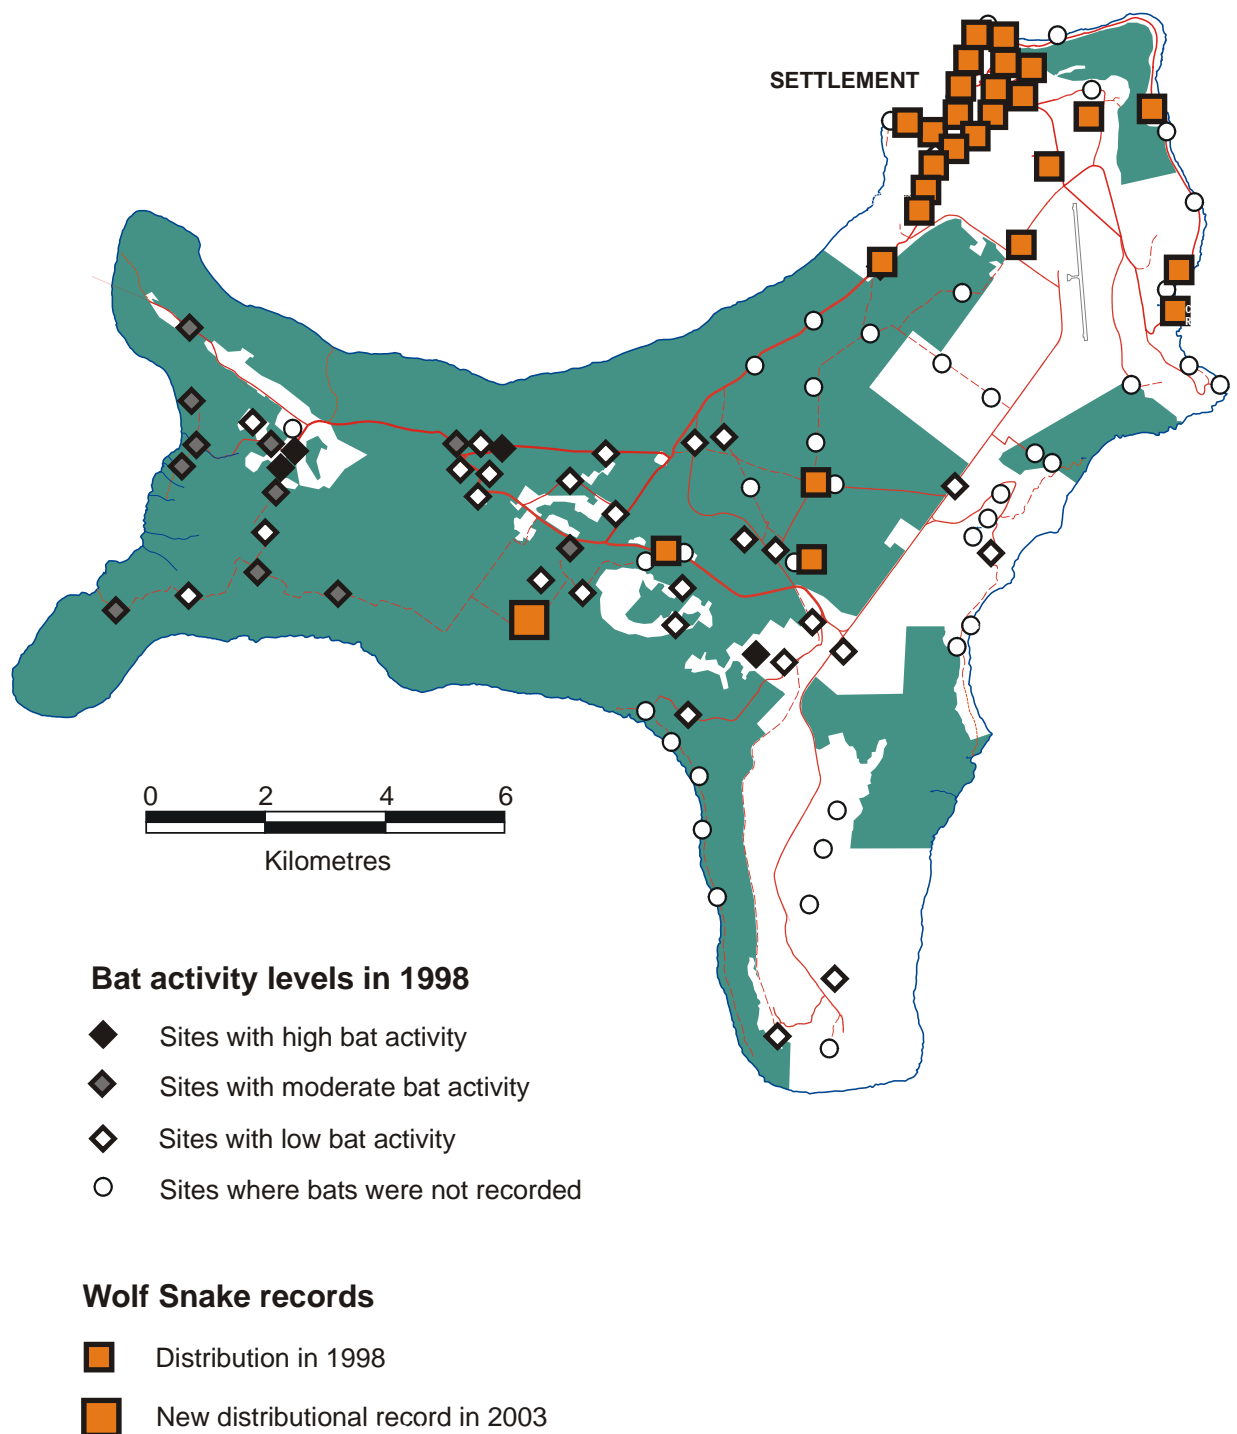 SETTLEMENT
C
R
0 2 4 6
Kilometres
Bat activity levels in 1998
Sites with high bat activity
Sites with moderate bat activity
Sites with low bat activity
Sites where bats were not recorded
Wolf Snake records
Distribution in 1998
New distributional record in 2003